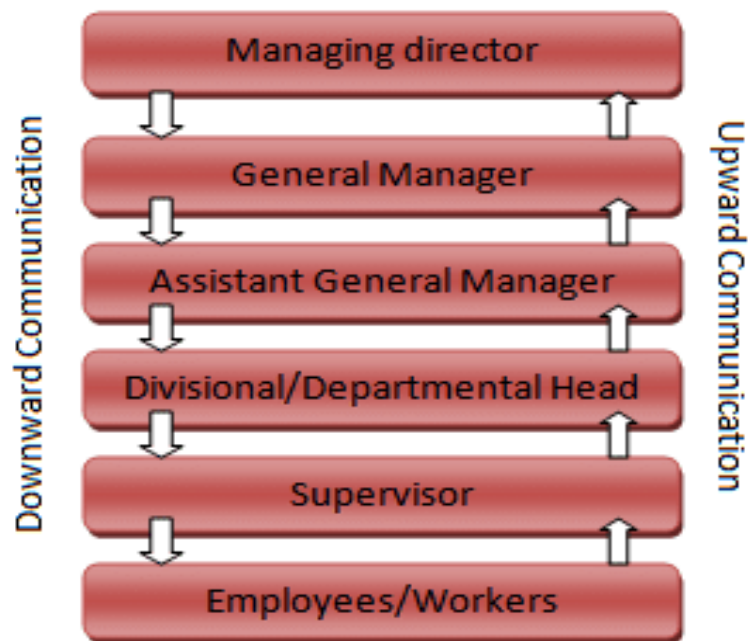 Managing director
General Manager
Assistant General Manager
Divisional/Departmental Head
Supervisor
Employees/Workers
Downward Communication
Upward Communication